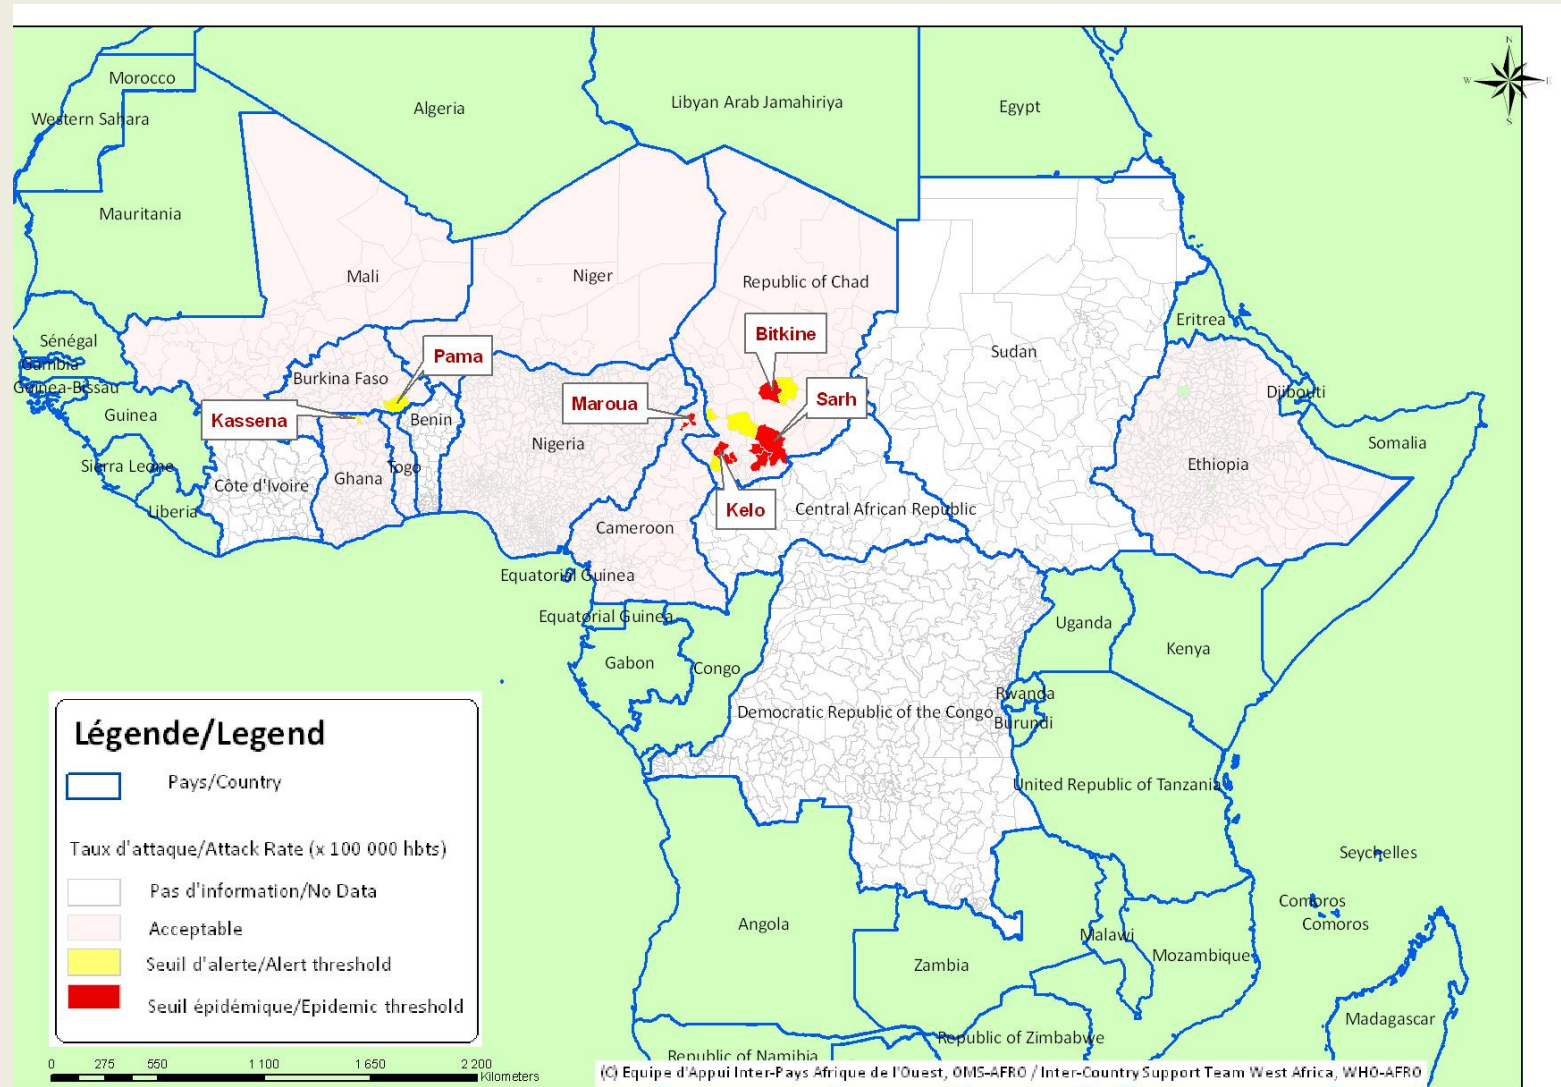 N
W E
S
Morocco
Algeria
Libyan Arab Jamahiriya
Egypt
Western Sahara
Mauritania
Mali
Niger
Republic of Chad
Sudan
Eritrea
Sénégal
Gambia
Guinea-Bissau
Guinea
Burkina Faso
Pama
Bitkine
Sarh
Maroua
Kassena
Benin
Djibouti
Somalia
Nigeria
Sierra Leone
Côte d'Ivoire
Ghana
Togo
Ethiopia
Liberia
Kelo
Central African Republic
Cameroon
Equatorial Guinea
Equatorial Guinea
Uganda
Kenya
Gabon
Congo
Rwanda
Democratic Republic of the Congo
Burundi
United Republic of Tanzania
Seychelles
Comoros
Comoros
Angola
Malawi
Mozambique
Zambia
Madagascar
Republic of Zimbabwe
Republic of Namibia
Légende/Legend
Pays/Country
Taux d'attaque/Attack Rate (x 100 000 hbts)
Pas d'information/No Data
Acceptable
Seuil d'alerte/Alert threshold
Seuil épidémique/Epidemic threshold
0 275 550 1 100 1 650 2 200
Kilometers
(C) Equipe d'Appui Inter-Pays Afrique de l'Ouest, OMS-AFRO / Inter-Country Support Team West Africa, WHO-AFRO